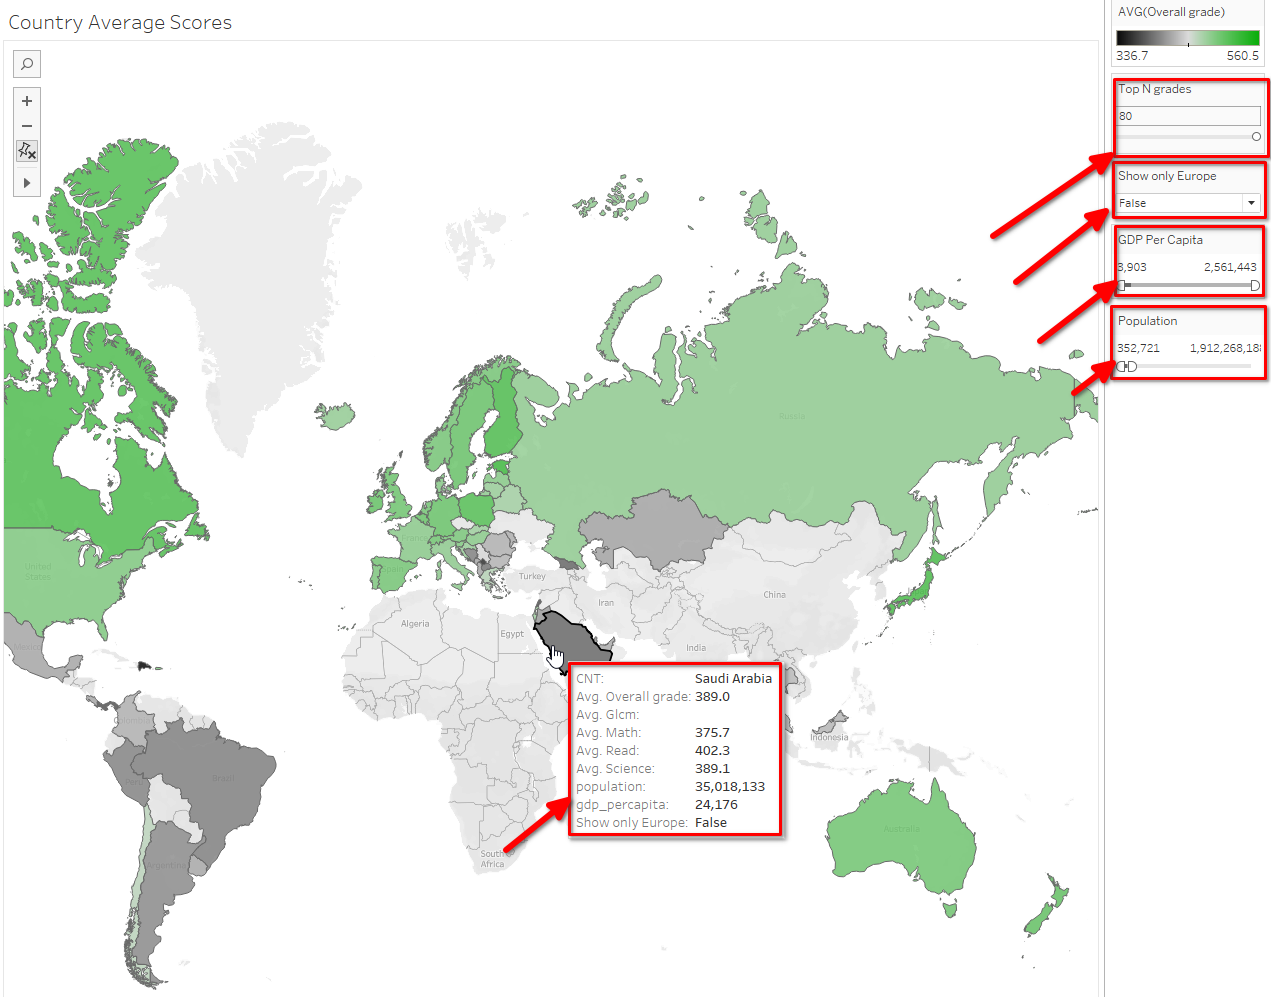 Country Average Scores
AVG(Overall grade)
336.7 560.5
Top N grades
80
Show only Europe
False
GDP Per Capita
3,903 2,561,443
Population
352,721 1,912,268,18
Russia
United
States
France
Turkey
China
Iran
Algeria
Egypt
India
Mexico
Colombia
Indonesia
Peru
Brazil
Australia
Argentina
South
Africa
CNT: Saudi Arabia
Avg. Overall grade: 389.0
Avg. Glcm:
Avg. Math: 375.7
Avg. Read: 402.3
Avg. Science: 389.1
population: 35,018,133
gdp_percapita: 24,176
Show only Europe: False